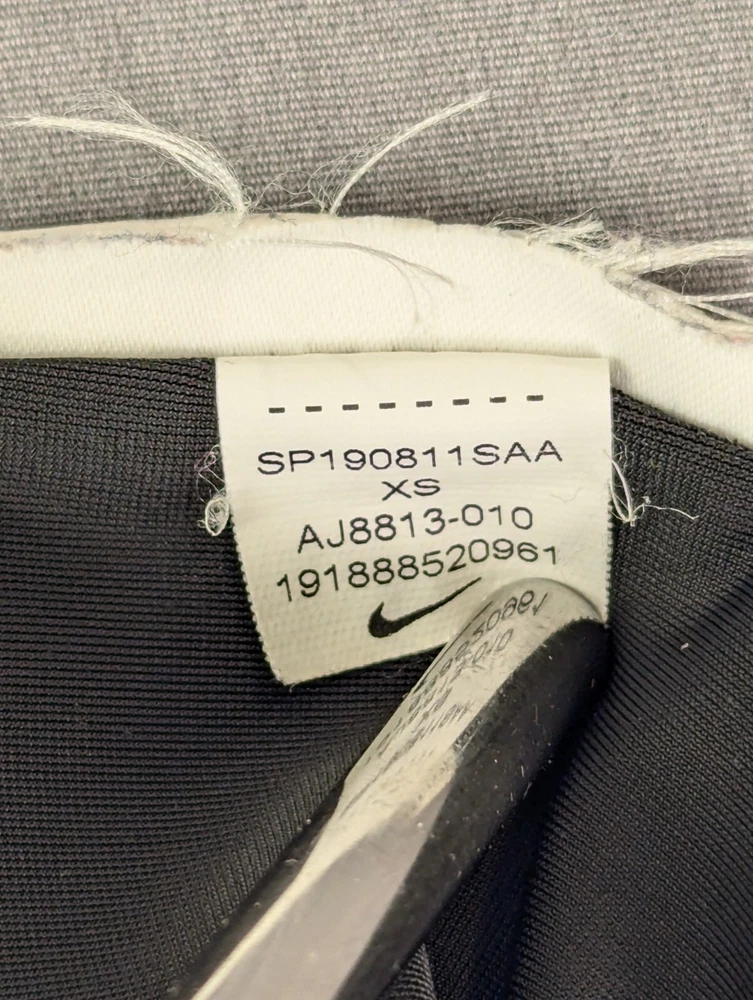 --------
SP190811SAA
XS
AJ8813-010
191888520961